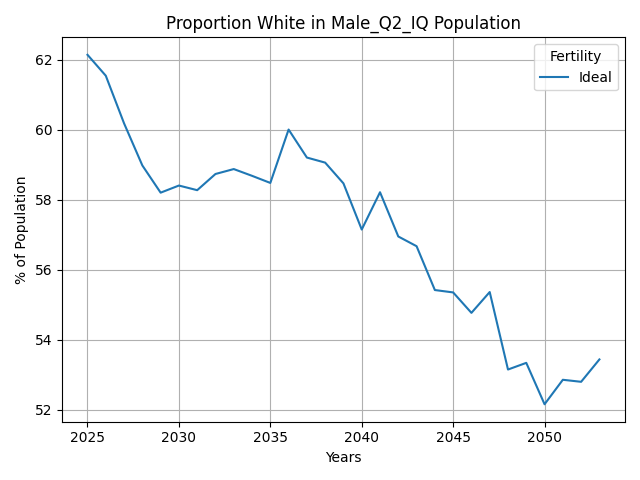 Proportion White in Male_Q2_IQ Population
Fertility
Ideal
% of Population
62
60
58
56
54
52
2025 2030 2035 2040 2045 2050
Years